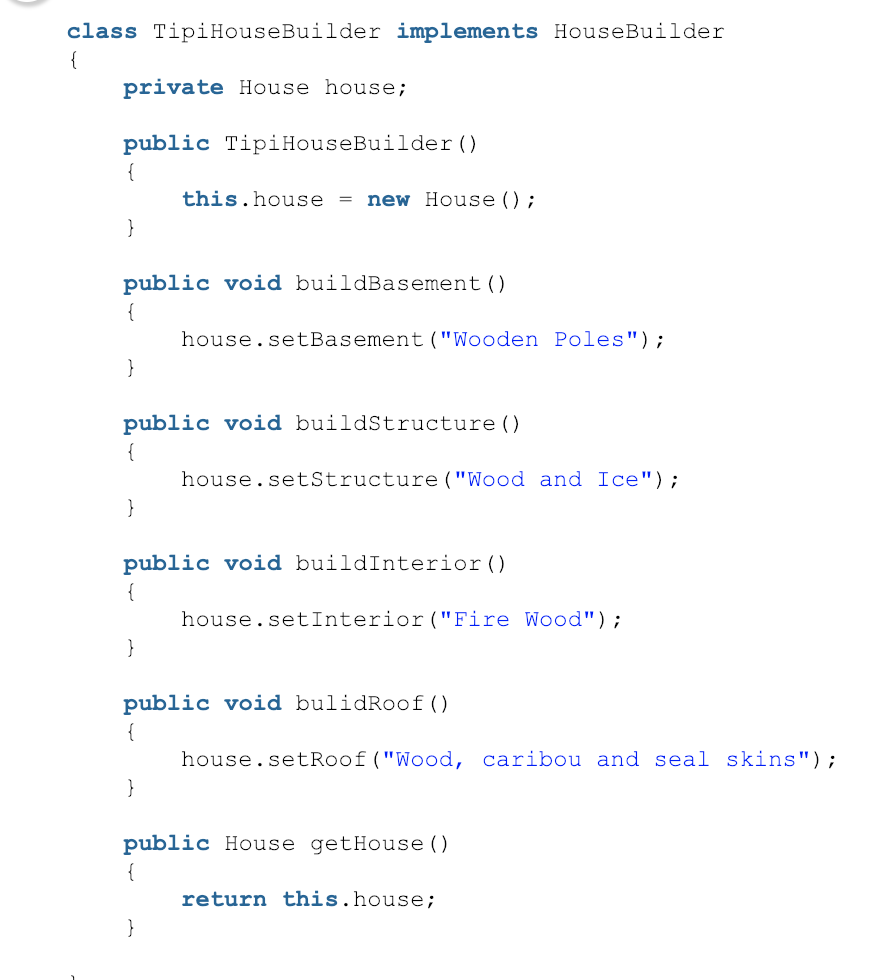 class TipiHouseBuilder implements HouseBuilder
{
    private House house;

    public TipiHouseBuilder()
    {
        this.house = new House();
    }

    public void buildBasement()
    {
        house.setBasement("Wooden Poles");
    }

    public void buildStructure()
    {
        house.setStructure("Wood and Ice");
    }

    public void buildInterior()
    {
        house.setInterior("Fire Wood");
    }

    public void bulidRoof()
    {
        house.setRoof("Wood, caribou and seal skins");
    }

    public House getHouse()
    {
        return this.house;
    }

}